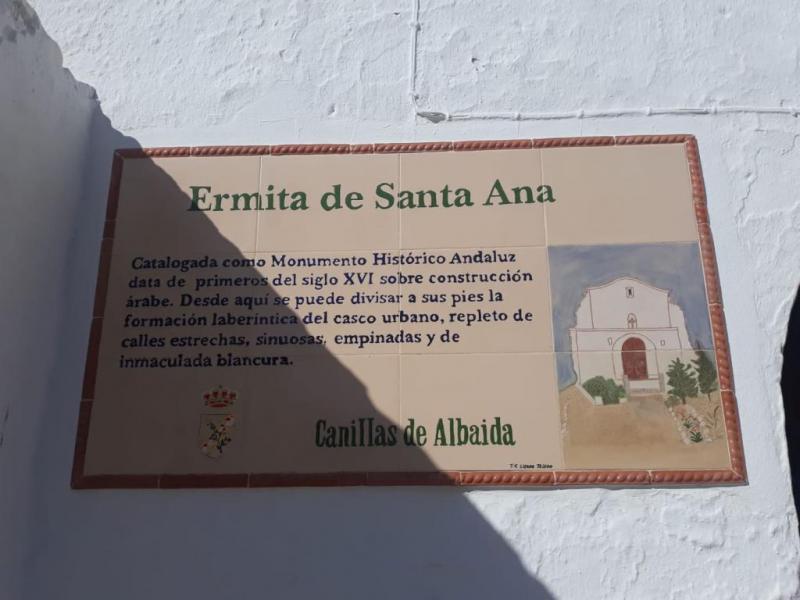 Ermita de Santa Ana
Catalogada como Monumento Histórico Andaluz
data de primeros del siglo XVI sobre construcción
árabe. Desde aquí se puede divisar a sus pies la
formación laberíntica del casco urbano, repleto de
calles estrechas, sinuosas, empinadas y de
inmaculada blancura.
Canillas de Albaida